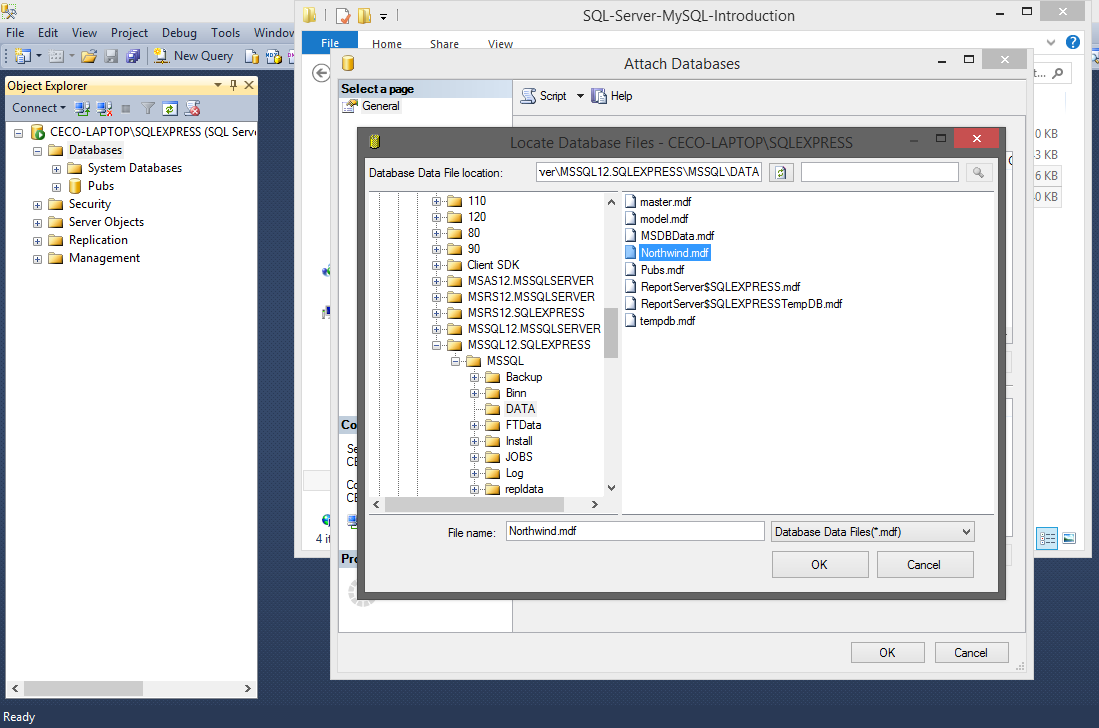 SQL-Server-MySQL-Introduction
File Edit View Project Debug Tools Window
New Query
File Home Share View
Attach Databases
Object Explorer
Connect
CECO-LAPTOP\SQLEXPRESS (SQL Serve
Databases
System Databases
Pubs
Security
Server Objects
Replication
Management
Select a page
General
Script Help
0 KB
3 KB
6 KB
0 KB
Locate Database Files - CECO-LAPTOP\SQLEXPRESS
Database Data File location: ver\MSSQL12.SQLEXPRESS\MSSQL\DATA
110
120
80
90
Client SDK
MSAS12.MSSQLSERVER
MSRS12.MSSQLSERVER
MSRS12.SQLEXPRESS
MSSQL12.MSSQLSERVER
MSSQL12.SQLEXPRESS
MSSQL
Backup
Binn
DATA
FTData
Install
JOBS
Log
repldata
master.mdf
model.mdf
MSDBData.mdf
Northwind.mdf
Pubs.mdf
ReportServer$SQLEXPRESS.mdf
ReportServer$SQLEXPRESSTempDB.mdf
tempdb.mdf
File name: Northwind.mdf Database Data Files(*.mdf)
OK Cancel
Co
Se
CE
Co
CE
Pro
4 it
OK Cancel
Ready